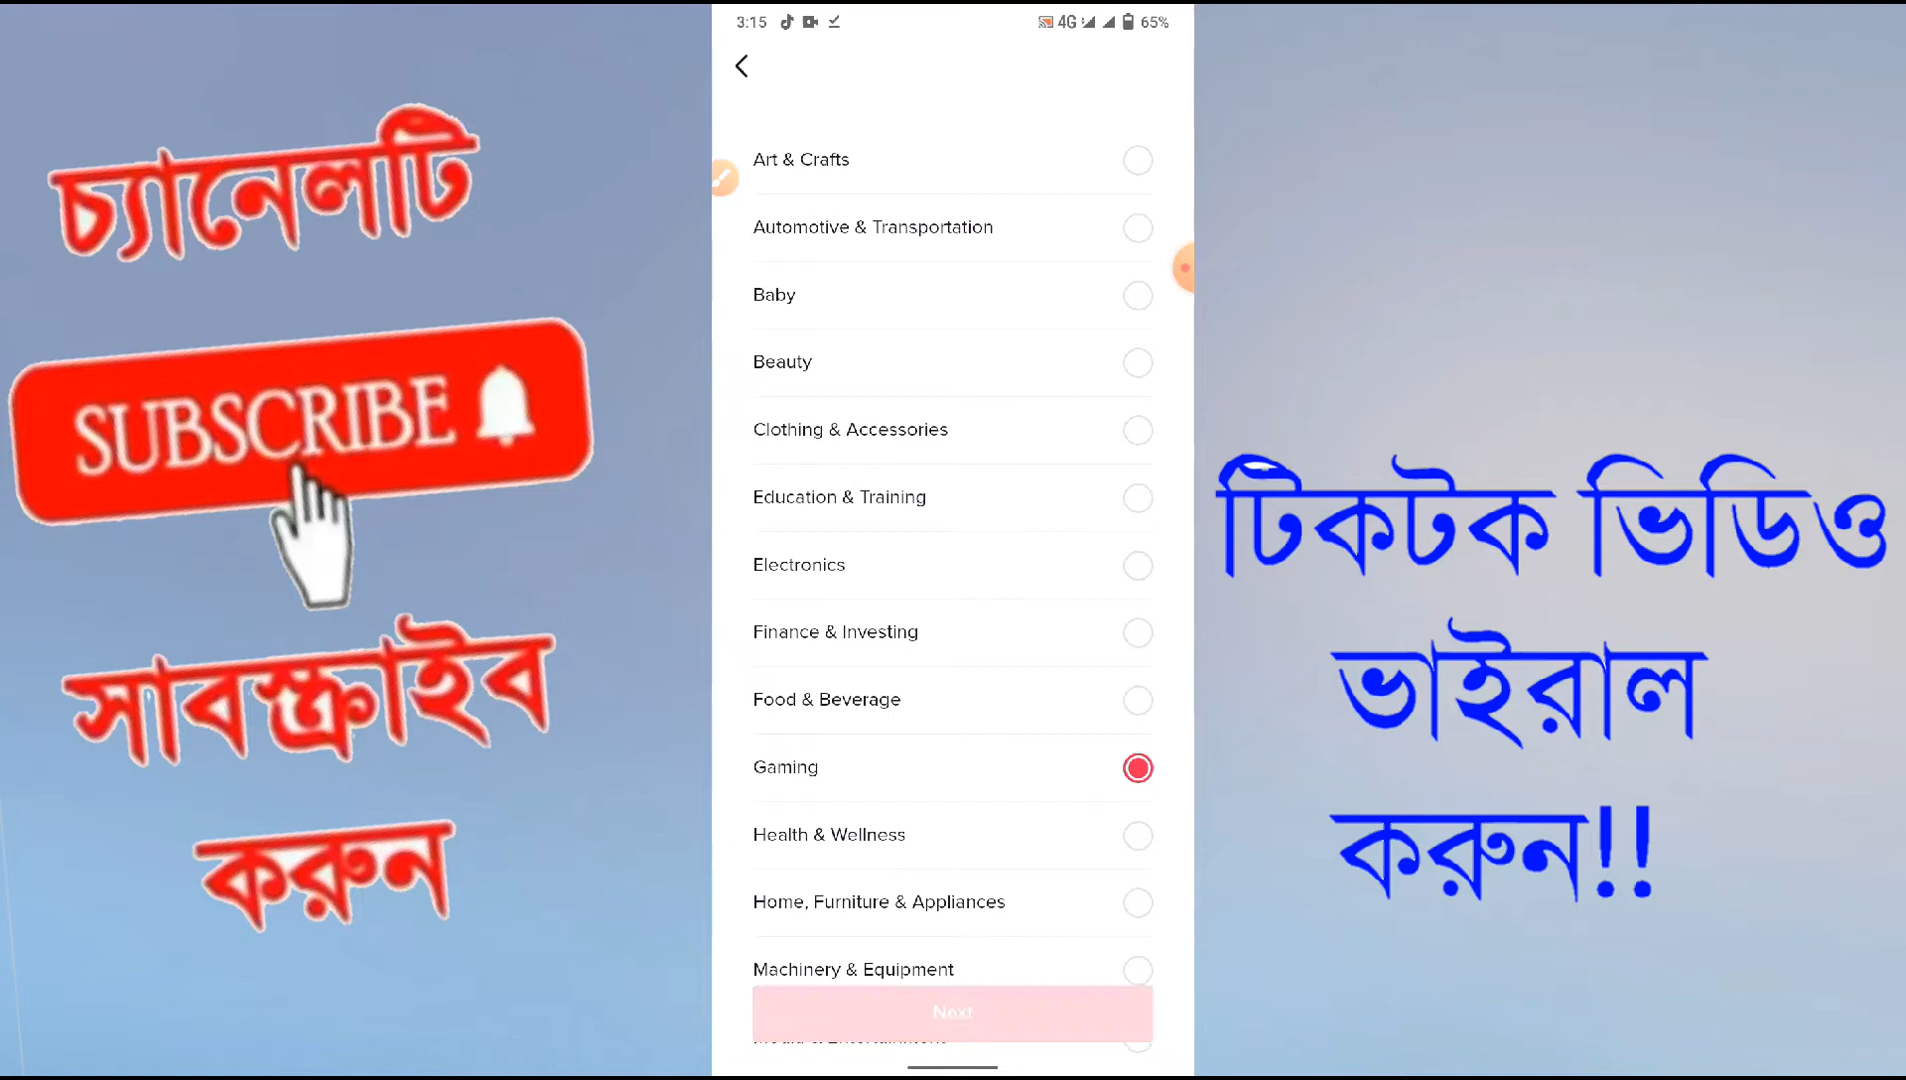 চ্যানেলটি
SUBSCRIBE
সাবস্ক্রাইব
করুন
3:15
4G
65%
Art & Crafts
Automotive & Transportation
Baby
Beauty
Clothing & Accessories
Education & Training
Electronics
Finance & Investing
Food & Beverage
Gaming
Health & Wellness
Home, Furniture & Appliances
Machinery & Equipment
Next
টিকটক ভিডিও
ভাইরাল
করুন!!